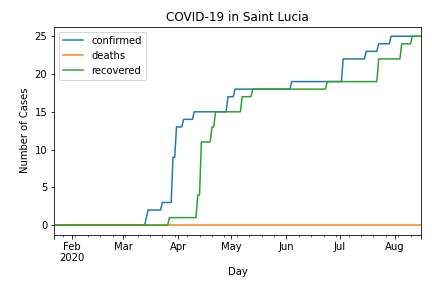 COVID-19 in Saint Lucia
confirmed
deaths
recovered
Number of Cases
25
20
15
10
5
0
Feb Mar Apr May Jun Jul Aug
2020
Day